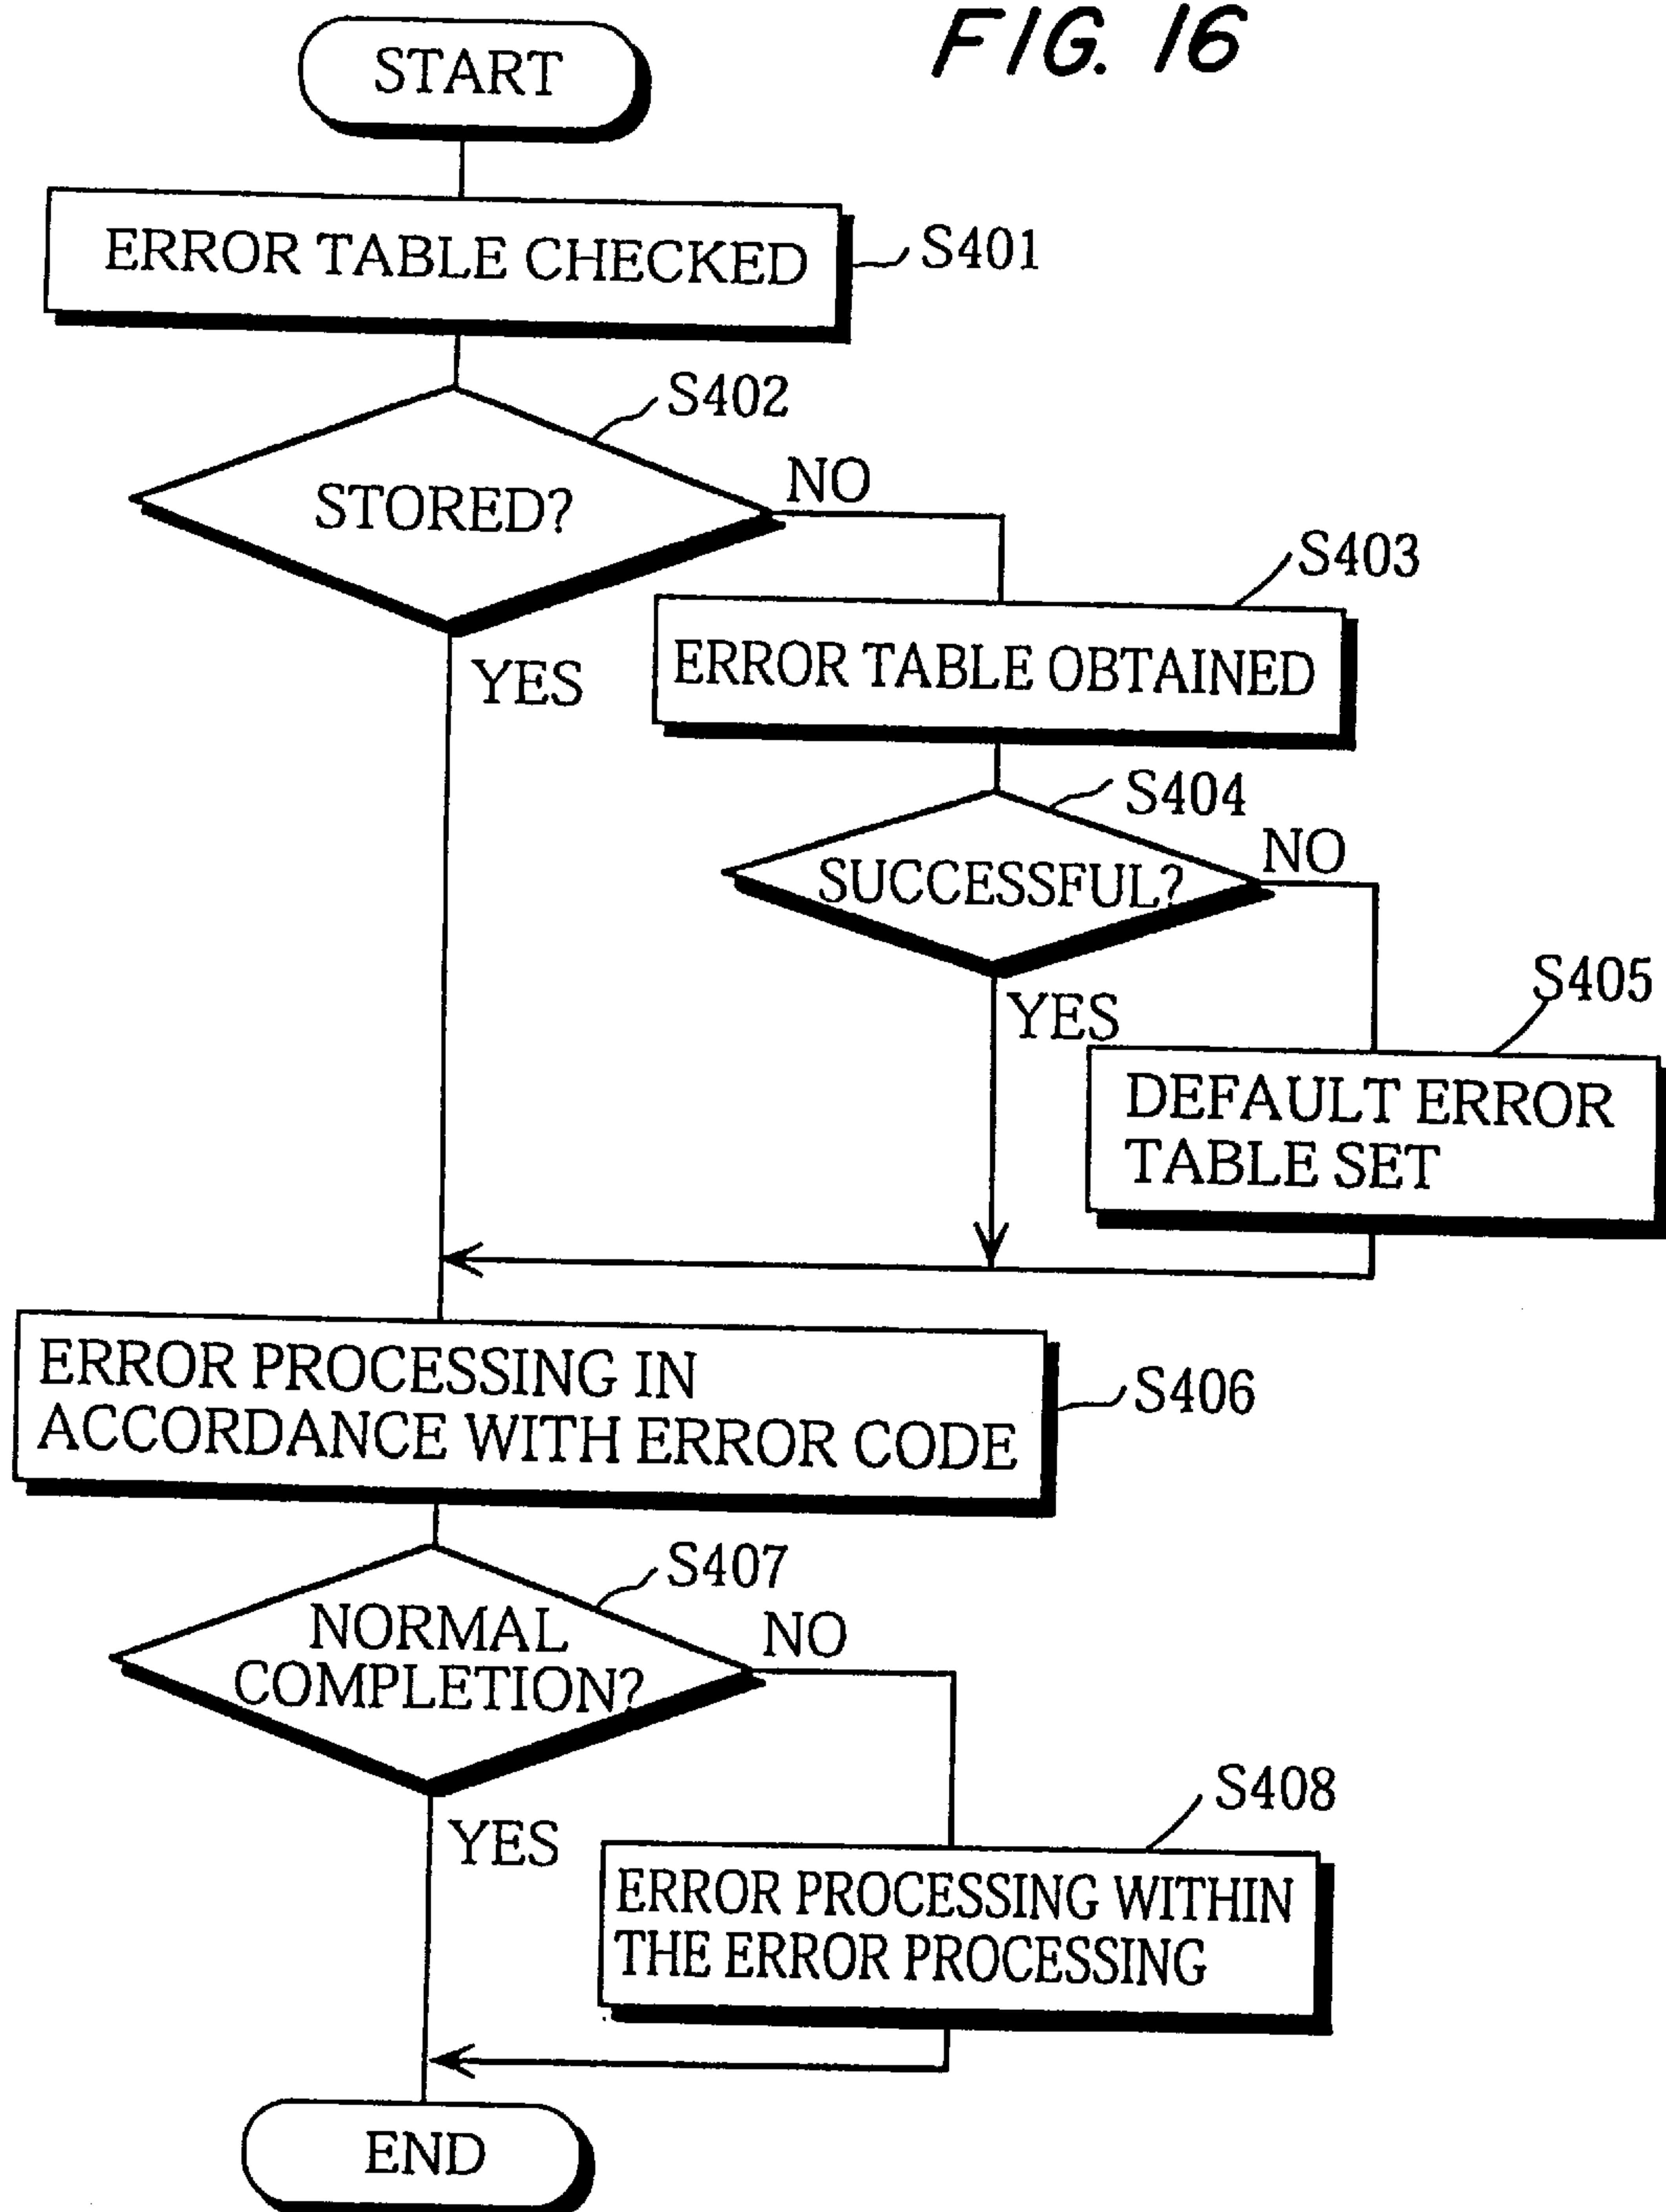 FIG. 16
START
ERROR TABLE CHECKED
S401
S402
STORED?
NO
YES
S403
ERROR TABLE OBTAINED
S404
SUCCESSFUL?
NO
YES
S405
DEFAULT ERROR
TABLE SET
ERROR PROCESSING IN
ACCORDANCE WITH ERROR CODE
S406
S407
NORMAL
COMPLETION?
NO
YES
S408
ERROR PROCESSING WITHIN
THE ERROR PROCESSING
END